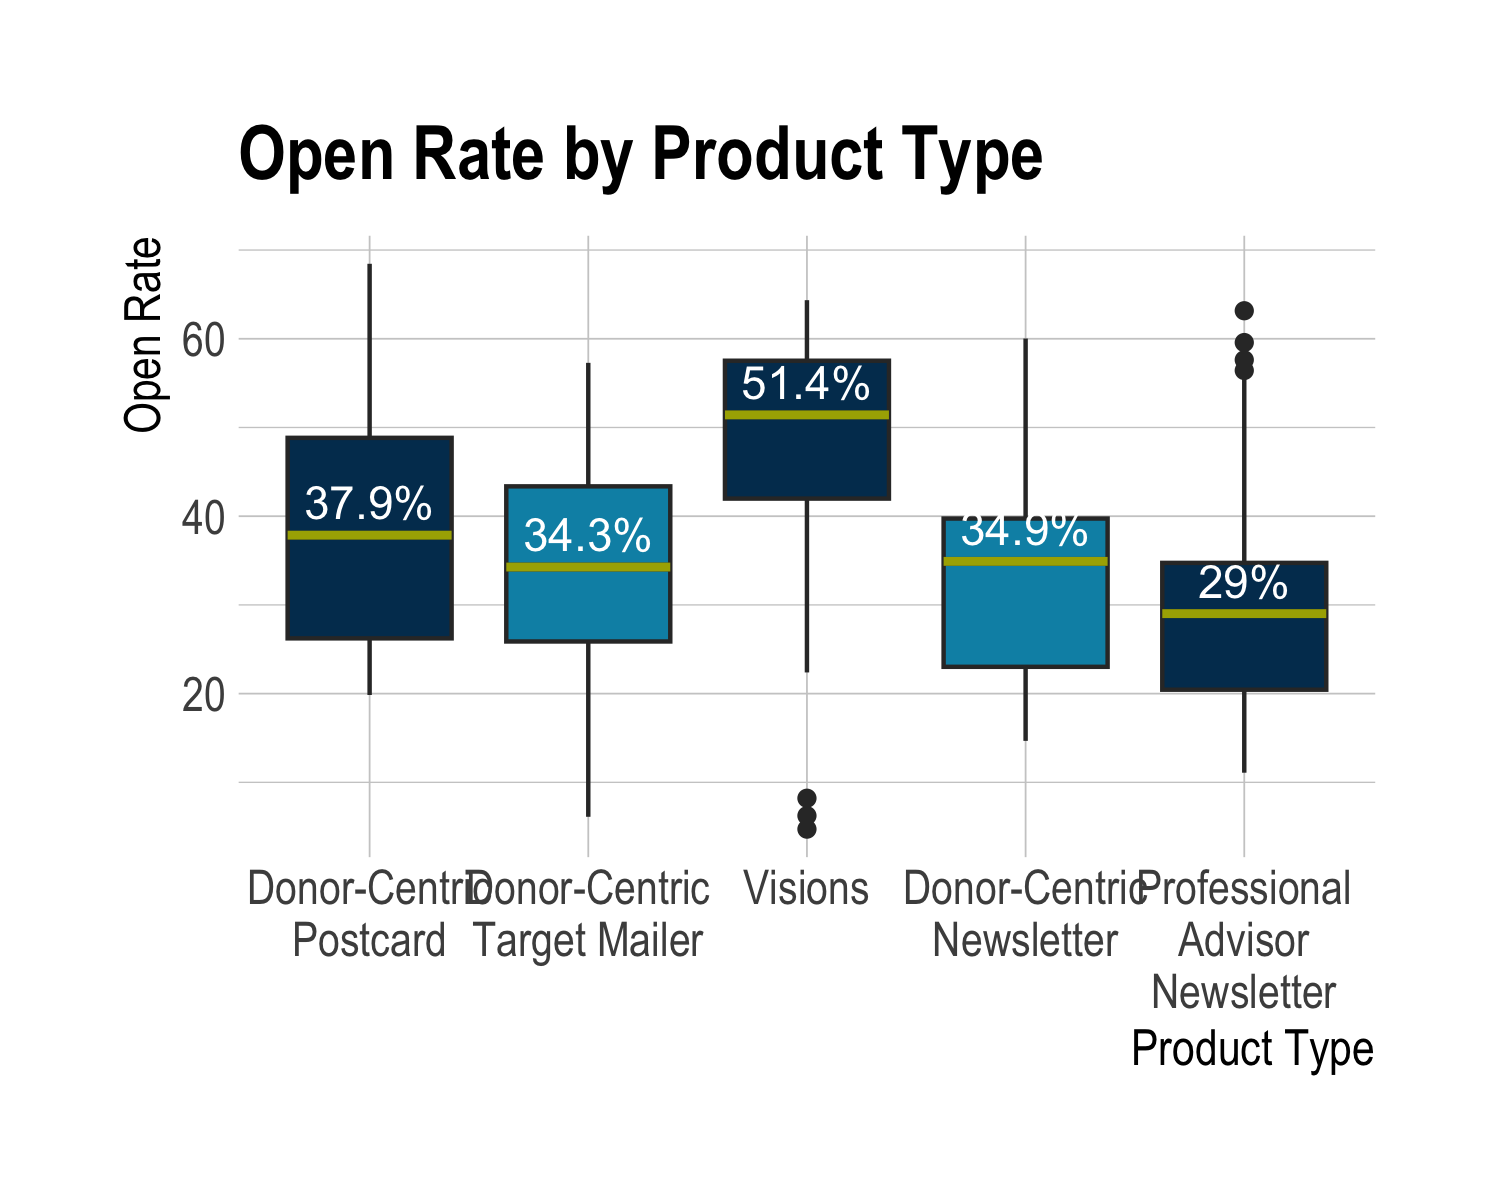 Open Rate by Product Type
Open Rate
60
40
20
37.9%
34.3%
51.4%
34.9%
29%
Donor-Centric
Postcard
Donor-Centric
Target Mailer
Visions
Donor-Centric
Newsletter
Professional
Advisor
Newsletter
Product Type